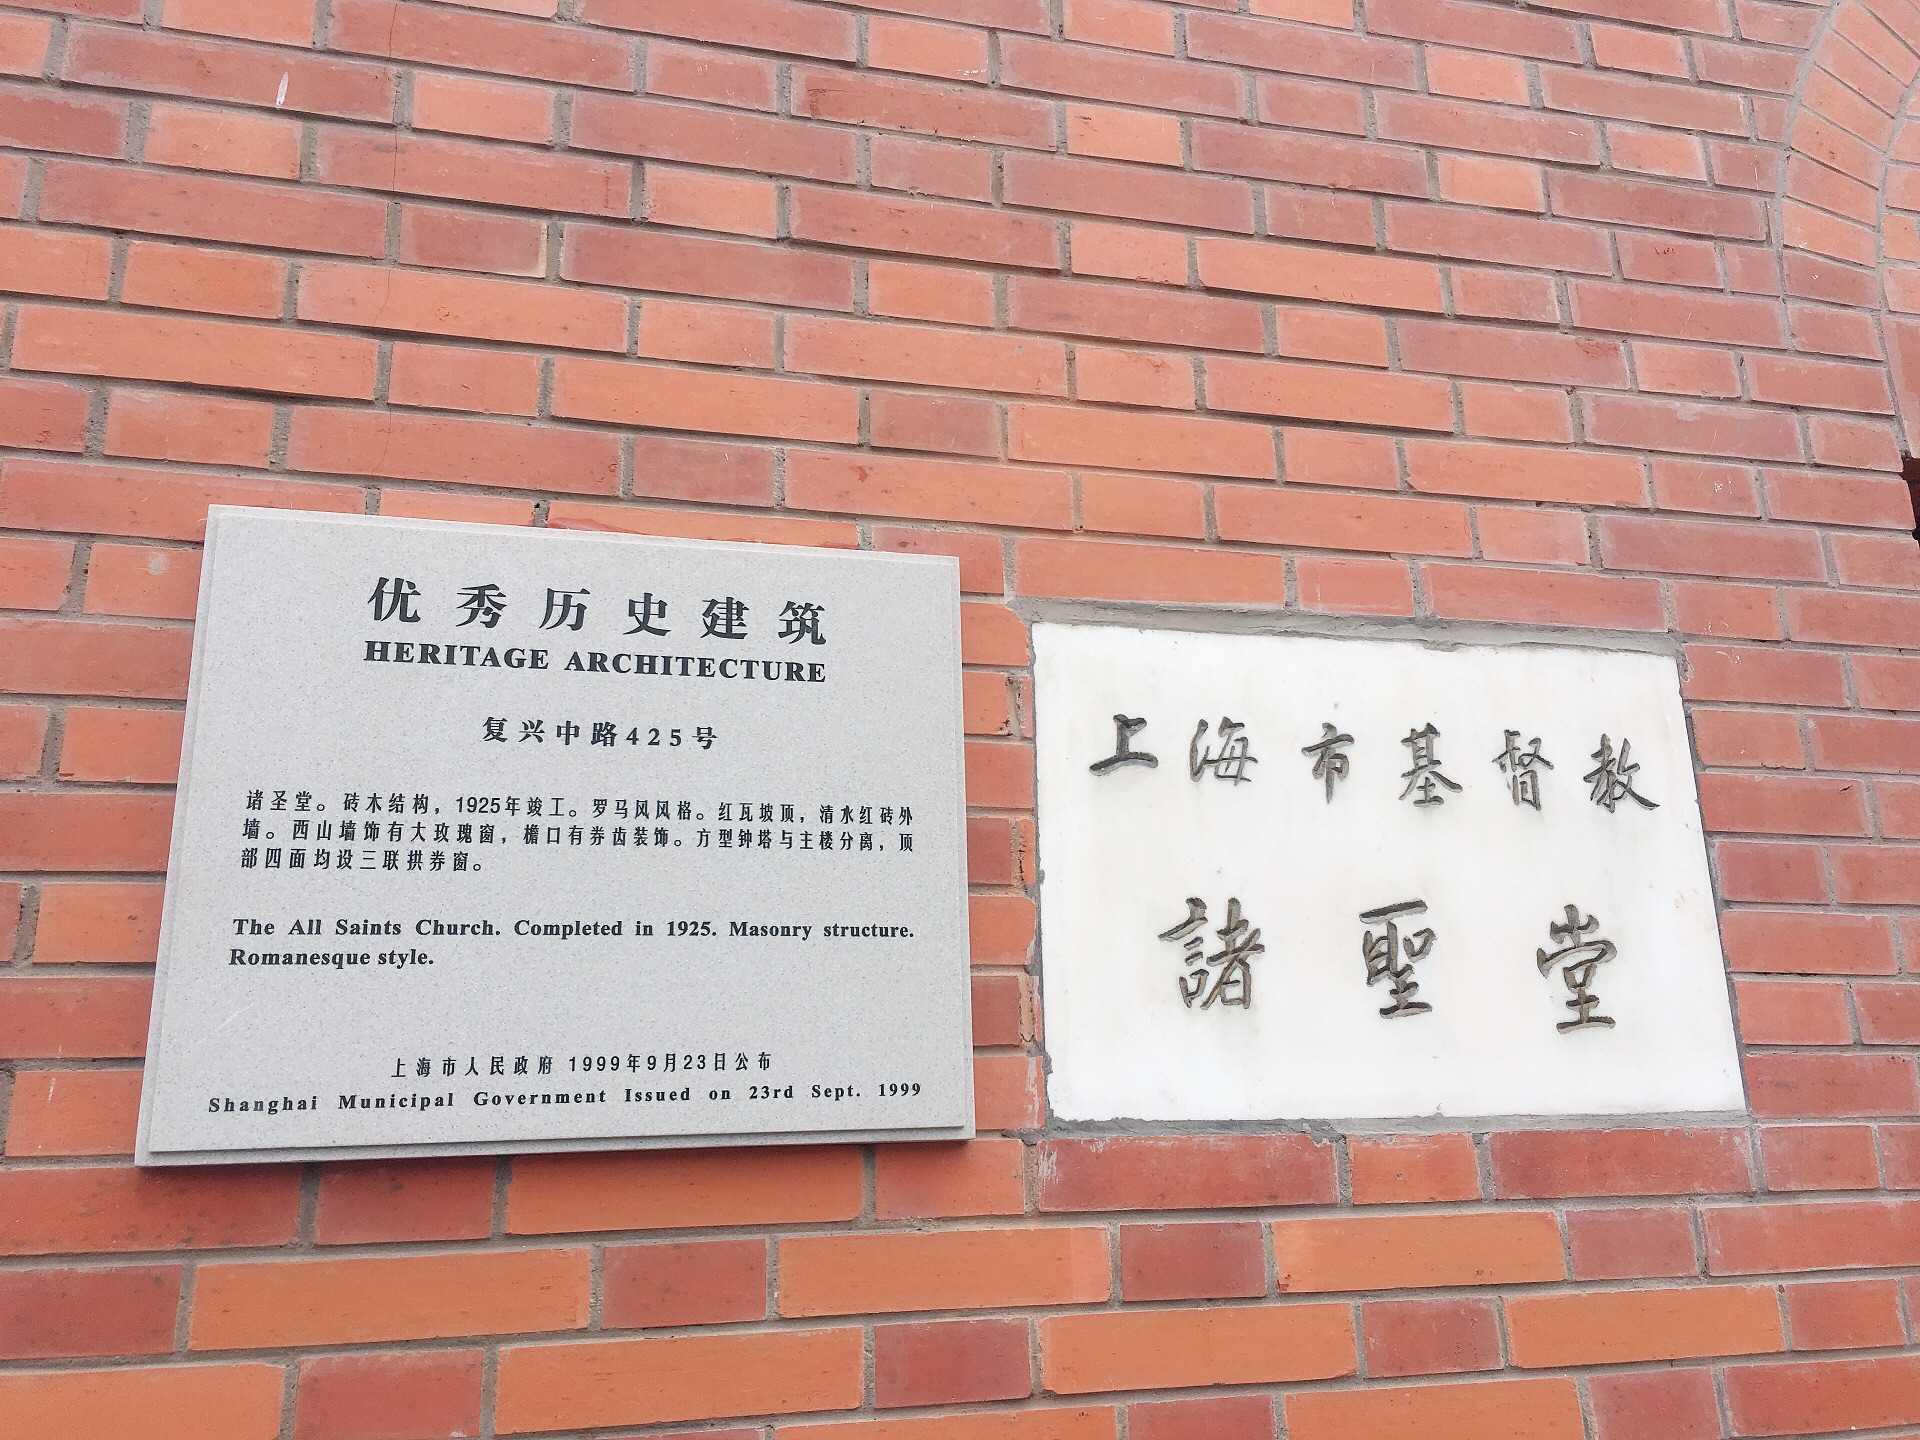 优秀历史建筑
HERITAGE ARCHITECTURE
复兴中路425号
诸圣堂。砖木结构，1925年竣工。罗马风风格。红瓦坡顶，清水红砖外
墙。西山墙饰有大玫瑰窗，檐口有券齿装饰。方型钟塔与主楼分离，顶
部四面均设三联拱券窗。
The All Saints Church. Completed in 1925. Masonry structure.
Romanesque style.
上海市人民政府 1999年9月23日公布
Shanghai Municipal Government Issued on 23rd Sept. 1999
上海市基督教
諸聖堂